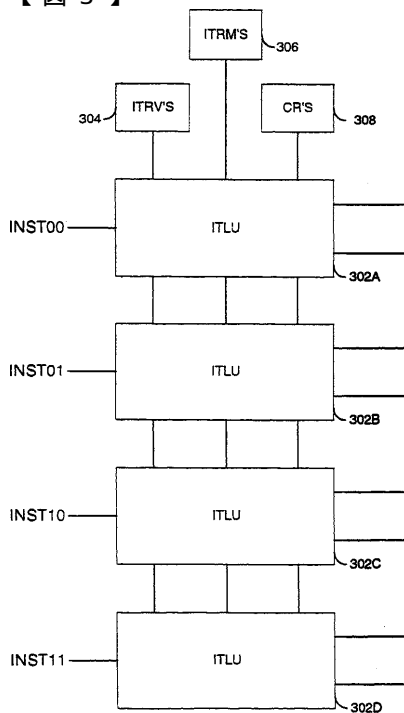 【図3】
ITRM'S
306
304
ITRV'S
CR'S
308
INST00
ITLU
302A
INST01
ITLU
302B
INST10
ITLU
302C
INST11
ITLU
302D